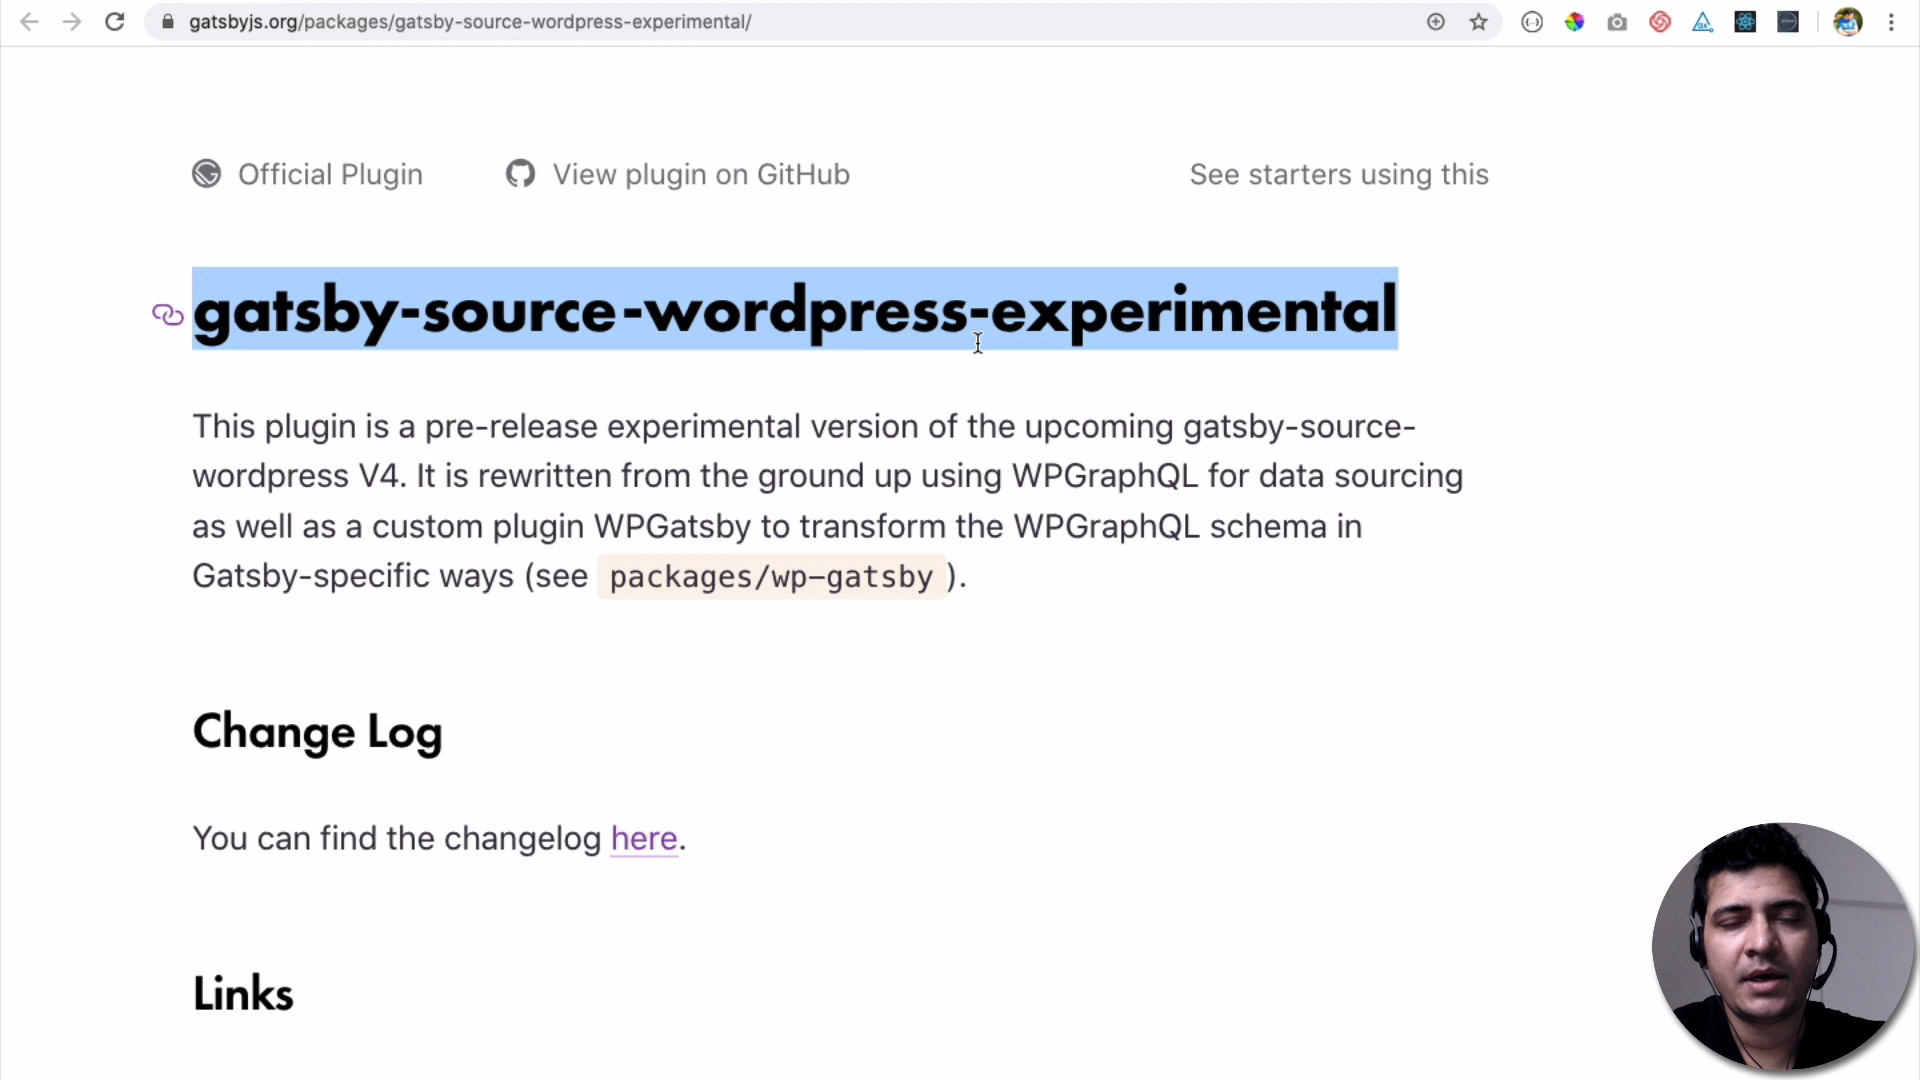 gatsbyjs.org/packages/gatsby-source-wordpress-experimental/
Official Plugin
View plugin on GitHub
See starters using this
gatsby-source-wordpress-experimental
This plugin is a pre-release experimental version of the upcoming gatsby-source-
wordpress V4. It is rewritten from the ground up using WPGraphQL for data sourcing
as well as a custom plugin WPGatsby to transform the WPGraphQL schema in
Gatsby-specific ways (see packages/wp-gatsby ).
Change Log
You can find the changelog here.
Links